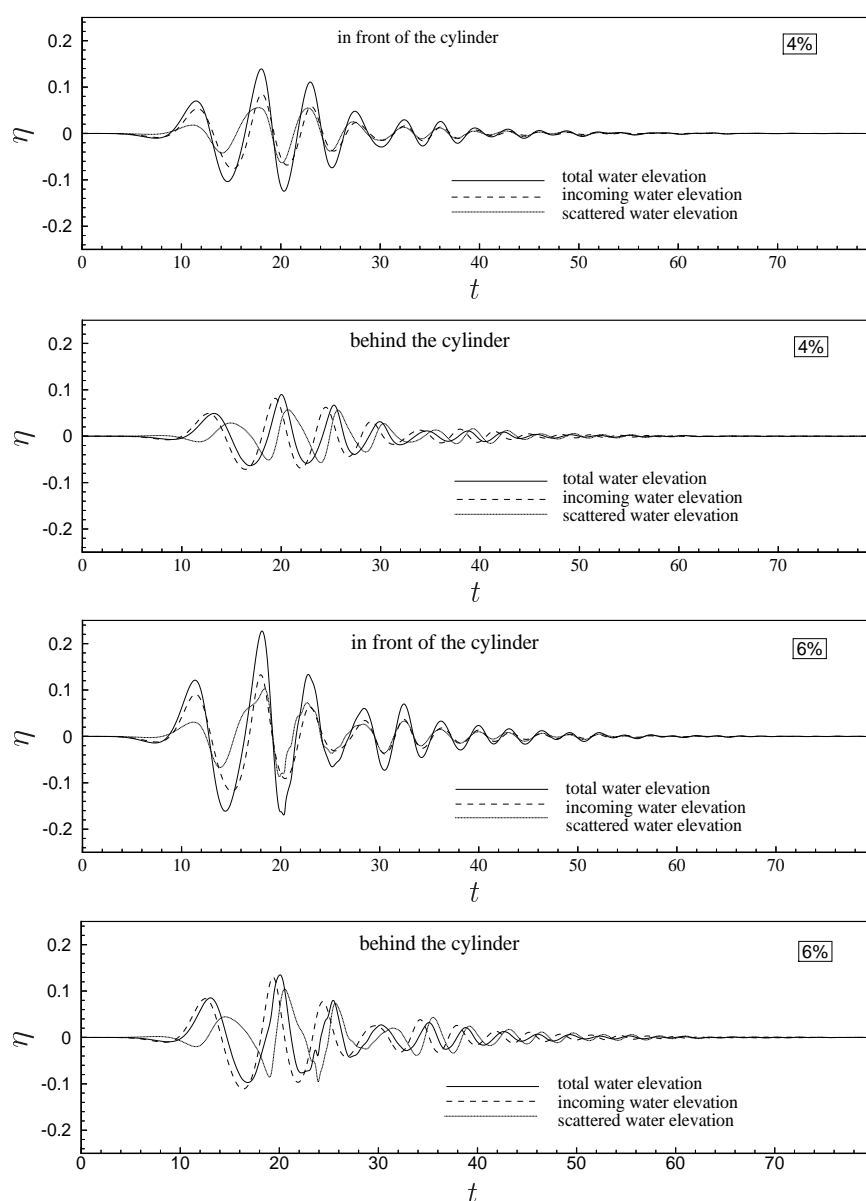 in front of the cylinder
4%
0.2
0.1
0
-0.1
-0.2
η
total water elevation
incoming water elevation
scattered water elevation
0 10 20 30 40 50 60 70
t
behind the cylinder
4%
0.2
0.1
0
-0.1
-0.2
η
total water elevation
incoming water elevation
scattered water elevation
0 10 20 30 40 50 60 70
t
in front of the cylinder
6%
0.2
0.1
0
-0.1
-0.2
η
total water elevation
incoming water elevation
scattered water elevation
0 10 20 30 40 50 60 70
t
behind the cylinder
6%
0.2
0.1
0
-0.1
-0.2
η
total water elevation
incoming water elevation
scattered water elevation
0 10 20 30 40 50 60 70
t